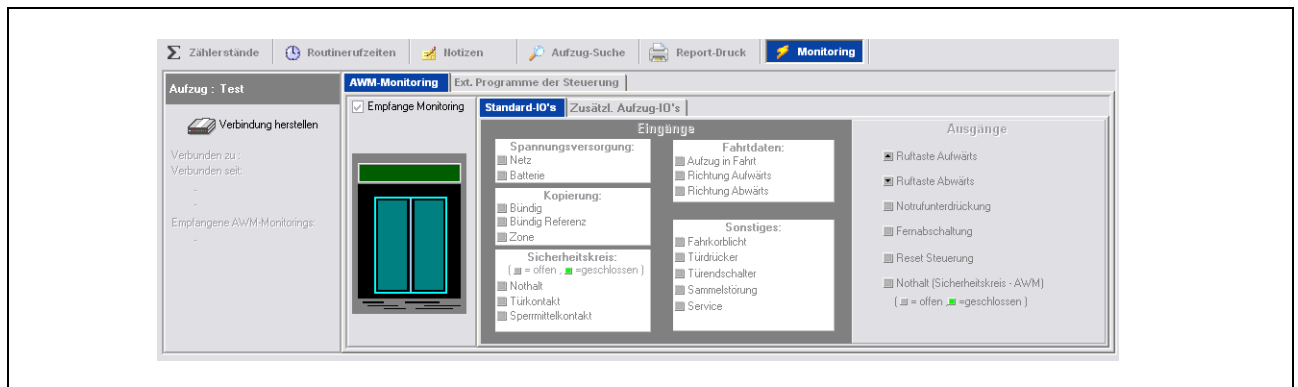 Σ Zählerstände Routinerufzeiten Notizen Aufzug-Suche Report-Druck Monitoring
Aufzug : Test
Verbindung herstellen
Verbunden zu :
Verbunden seit:
-
-
Empfangene AWM-Monitorings:
-
AWM-Monitoring Ext. Programme der Steuerung
Empfange Monitoring
Standard-IO's Zusätzl. Aufzug-IO's
Eingänge
Spannungsversorgung:
Netz
Batterie
Kopierung:
Bündig
Bündig Referenz
Zone
Sicherheitskreis:
( = offen , =geschlossen )
Nothalt
Türkontakt
Sperrmittelkontakt
Fahrtdaten:
Aufzug in Fahrt
Richtung Aufwärts
Richtung Abwärts
Sonstiges:
Fahrkorblicht
Türdrücker
Türendschalter
Sammelstörung
Service
Ausgänge
Ruftaste Aufwärts
Ruftaste Abwärts
Notrufunterdrückung
Fernabschaltung
Reset Steuerung
Nothalt (Sicherheitskreis - AWM)
( = offen , =geschlossen )